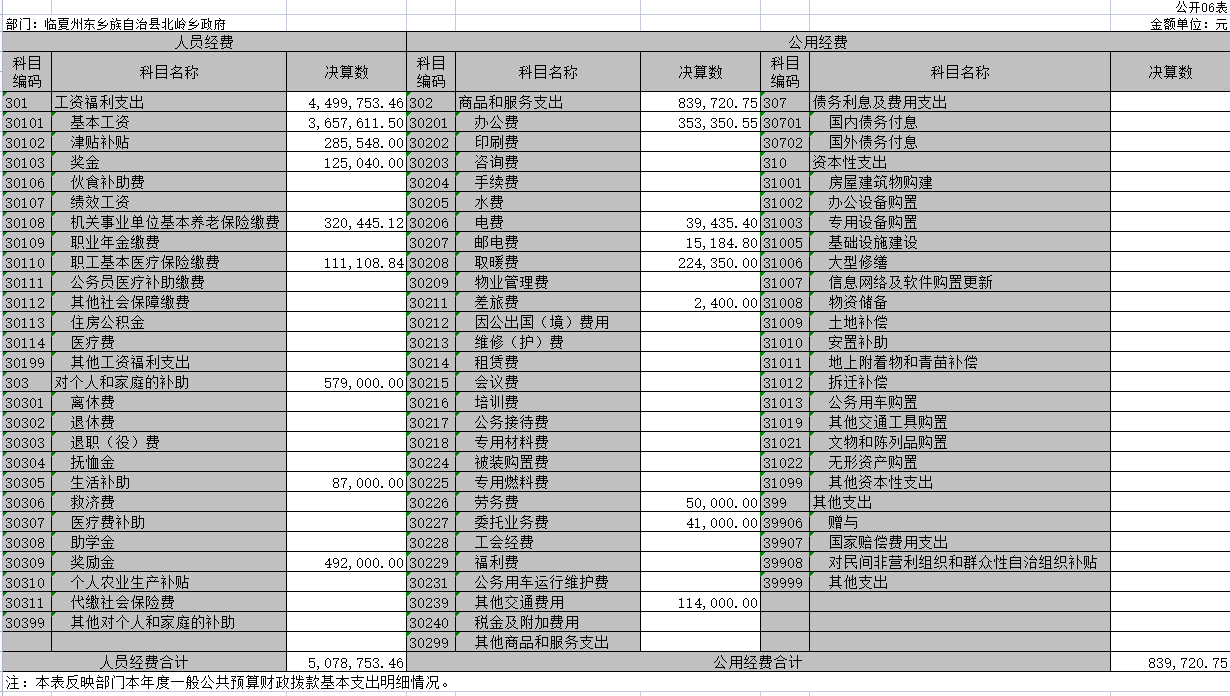 公开06表
部门：临夏州东乡族自治县北岭乡政府 金额单位：元
人员经费 公用经费
科目编码 科目名称 决算数 科目编码 科目名称 决算数 科目编码 科目名称 决算数
301 工资福利支出 4,499,753.46 302 商品和服务支出 839,720.75 307 债务利息及费用支出
30101 基本工资 3,657,611.50 30201 办公费 353,350.55 30701 国内债务付息
30102 津贴补贴 285,548.00 30202 印刷费 30702 国外债务付息
30103 奖金 125,040.00 30203 咨询费 310 资本性支出
30106 伙食补助费 30204 手续费 31001 房屋建筑物购建
30107 绩效工资 30205 水费 31002 办公设备购置
30108 机关事业单位基本养老保险缴费 320,445.12 30206 电费 39,435.40 31003 专用设备购置
30109 职业年金缴费 30207 邮电费 15,184.80 31005 基础设施建设
30110 职工基本医疗保险缴费 111,108.84 30208 取暖费 224,350.00 31006 大型修缮
30111 公务员医疗补助缴费 30209 物业管理费 31007 信息网络及软件购置更新
30112 其他社会保障缴费 30211 差旅费 2,400.00 31008 物资储备
30113 住房公积金 30212 因公出国（境）费用 31009 土地补偿
30114 医疗费 30213 维修（护）费 31010 安置补助
30199 其他工资福利支出 30214 租赁费 31011 地上附着物和青苗补偿
303 对个人和家庭的补助 579,000.00 30215 会议费 31012 拆迁补偿
30301 离休费 30216 培训费 31013 公务用车购置
30302 退休费 30217 公务接待费 31019 其他交通工具购置
30303 退职（役）费 30218 专用材料费 31021 文物和陈列品购置
30304 抚恤金 30224 被装购置费 31022 无形资产购置
30305 生活补助 87,000.00 30225 专用燃料费 31099 其他资本性支出
30306 救济费 30226 劳务费 50,000.00 399 其他支出
30307 医疗费补助 30227 委托业务费 41,000.00 39906 赠与
30308 助学金 30228 工会经费 39907 国家赔偿费用支出
30309 奖励金 492,000.00 30229 福利费 39908 对民间非营利组织和群众性自治组织补贴
30310 个人农业生产补贴 30231 公务用车运行维护费 39999 其他支出
30311 代缴社会保险费 30239 其他交通费用 114,000.00
30399 其他对个人和家庭的补助 30240 税金及附加费用
30299 其他商品和服务支出
人员经费合计 5,078,753.46 公用经费合计 839,720.75
注：本表反映部门本年度一般公共预算财政拨款基本支出明细情况。